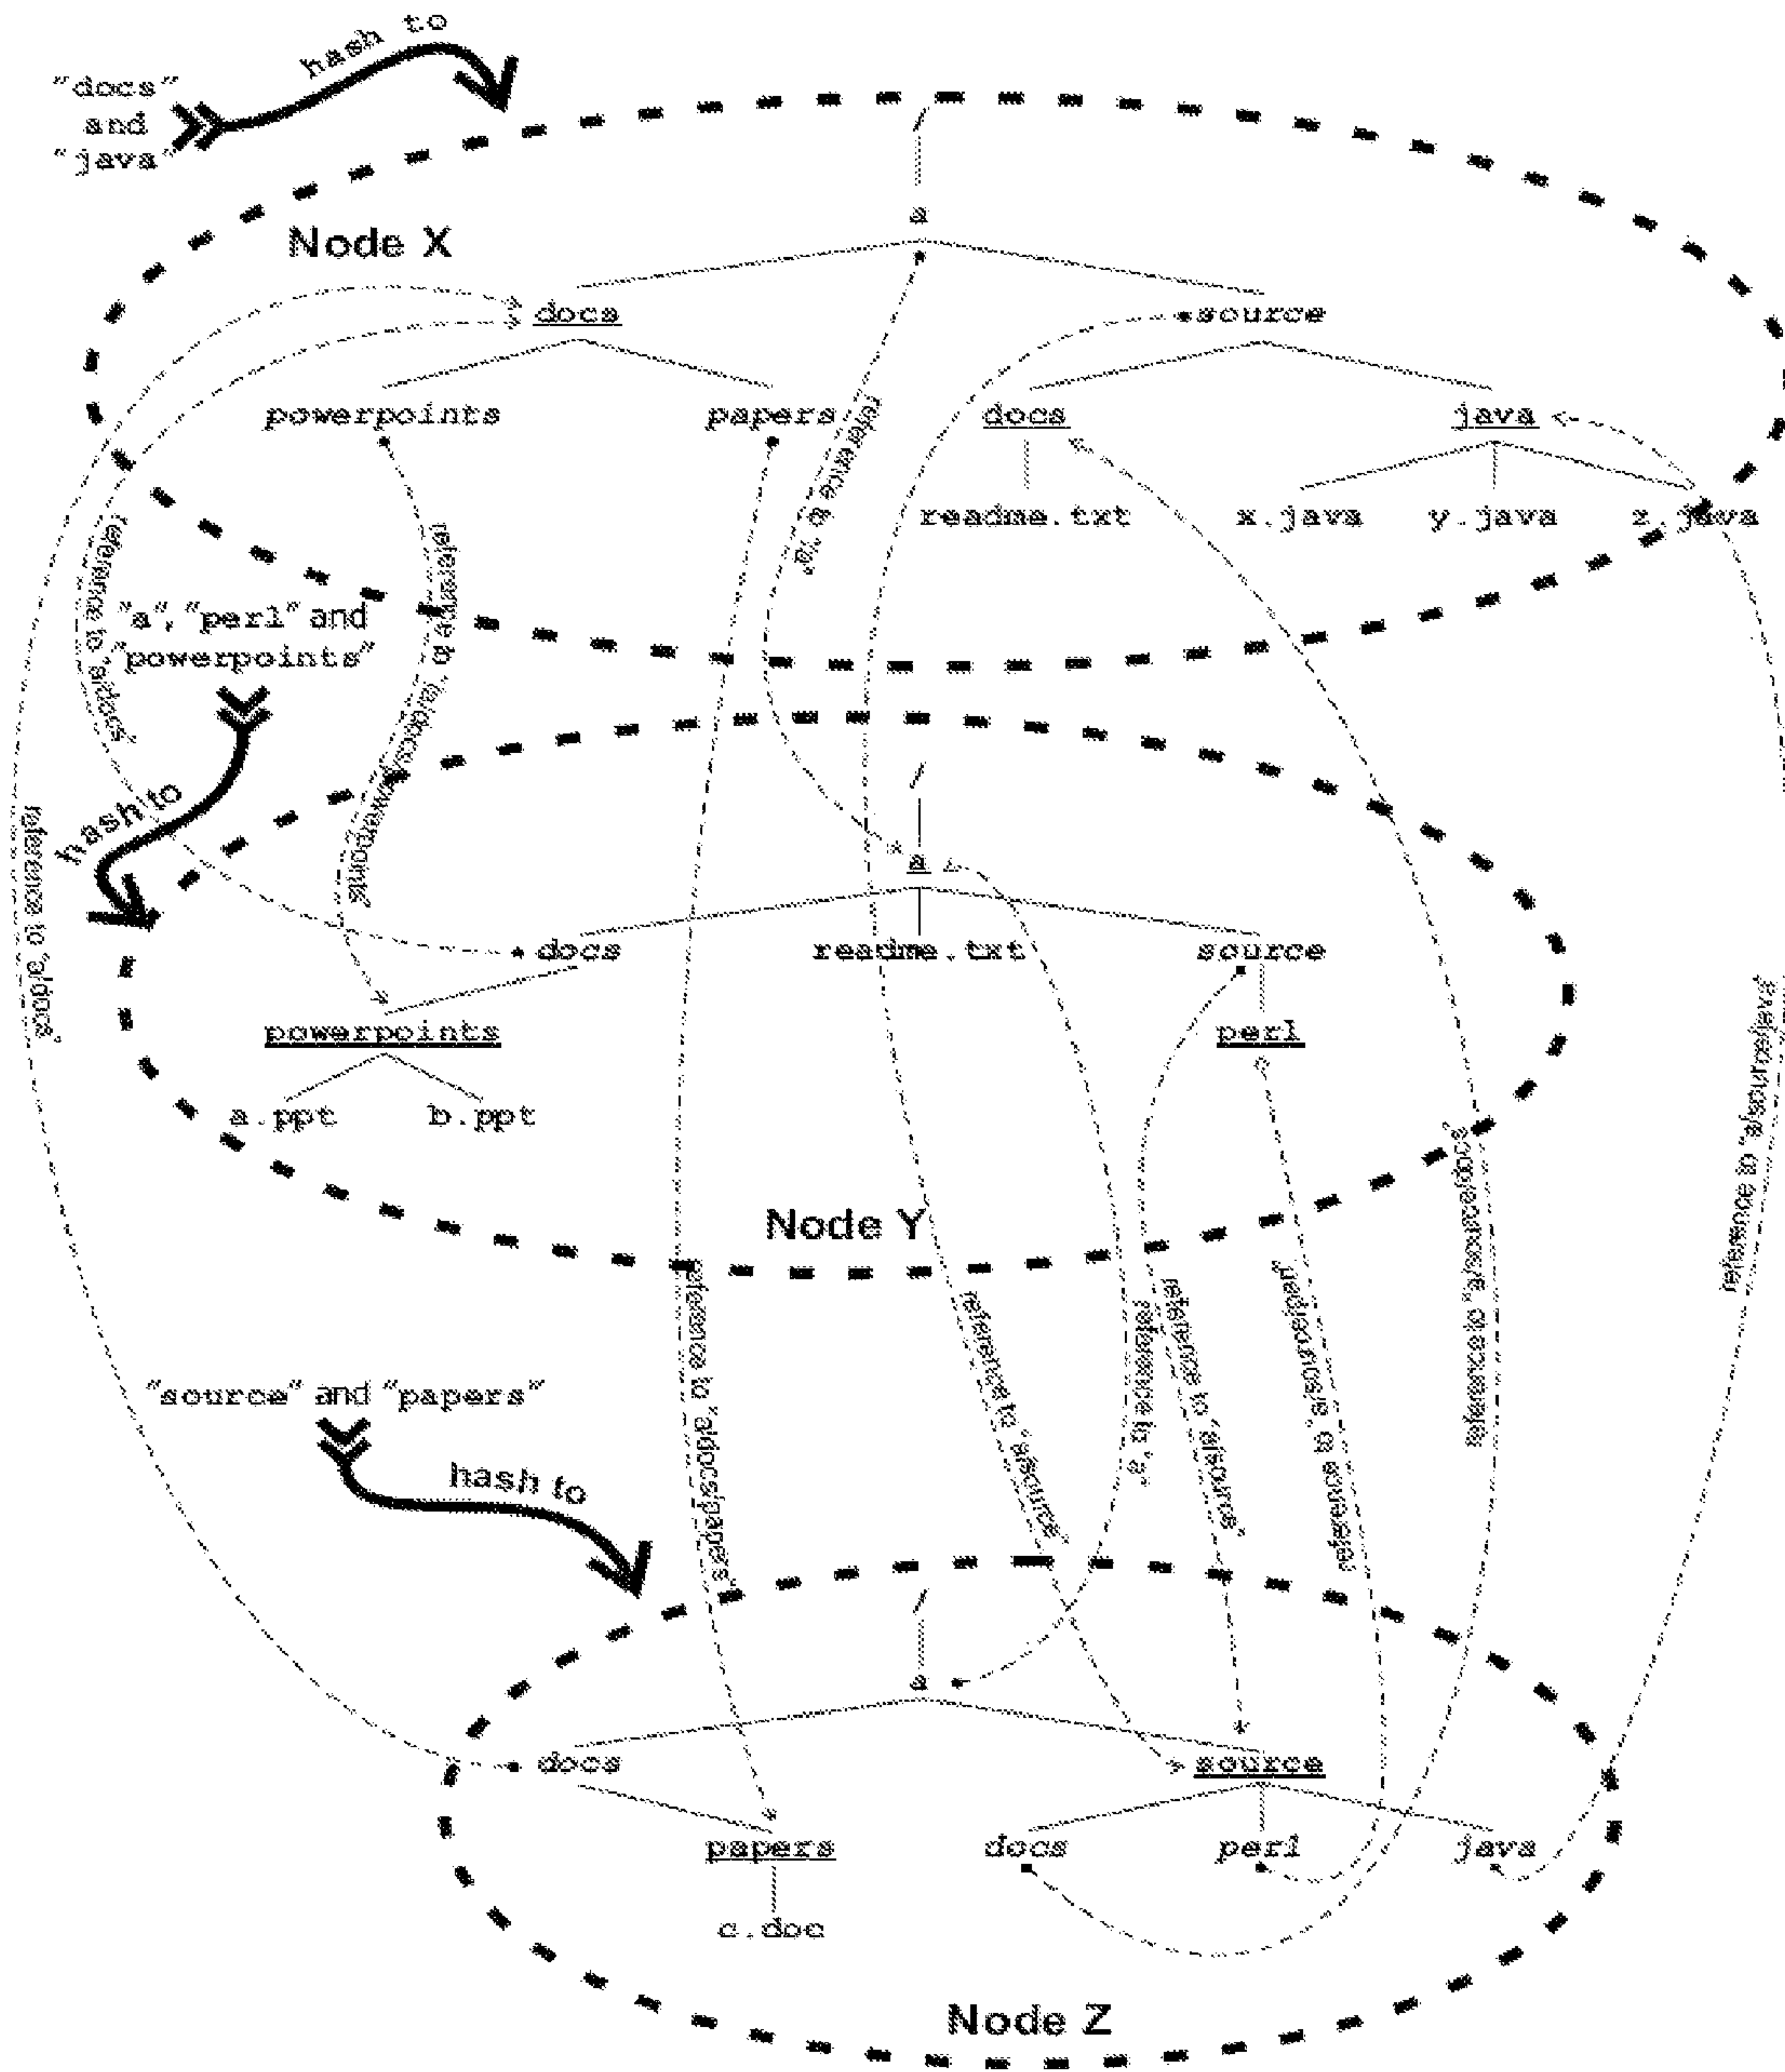 hash to
"docs"
and
"java"
/
a
Node X
docs
source
powerpoints
papers
docs
java
reference to "a"
readme.txt
x.java
y.java
z.java
reference to "a/docs"
reference to "/a/docs/powerpoints"
"a", "perl" and
"powerpoints"
hash to
/
a
docs
readme.txt
source
powerpoints
perl
a.ppt
b.ppt
reference to "a/docs"
Node Y
reference to "a/docs/papers"
reference to "a/source"
reference to "a"
reference to "a/source"
reference to "a/source/perl"
reference to "a/source/docs"
reference to "a/source/java"
"source" and "papers"
hash to
/
a
docs
source
papers
docs
perl
java
c.doc
Node Z